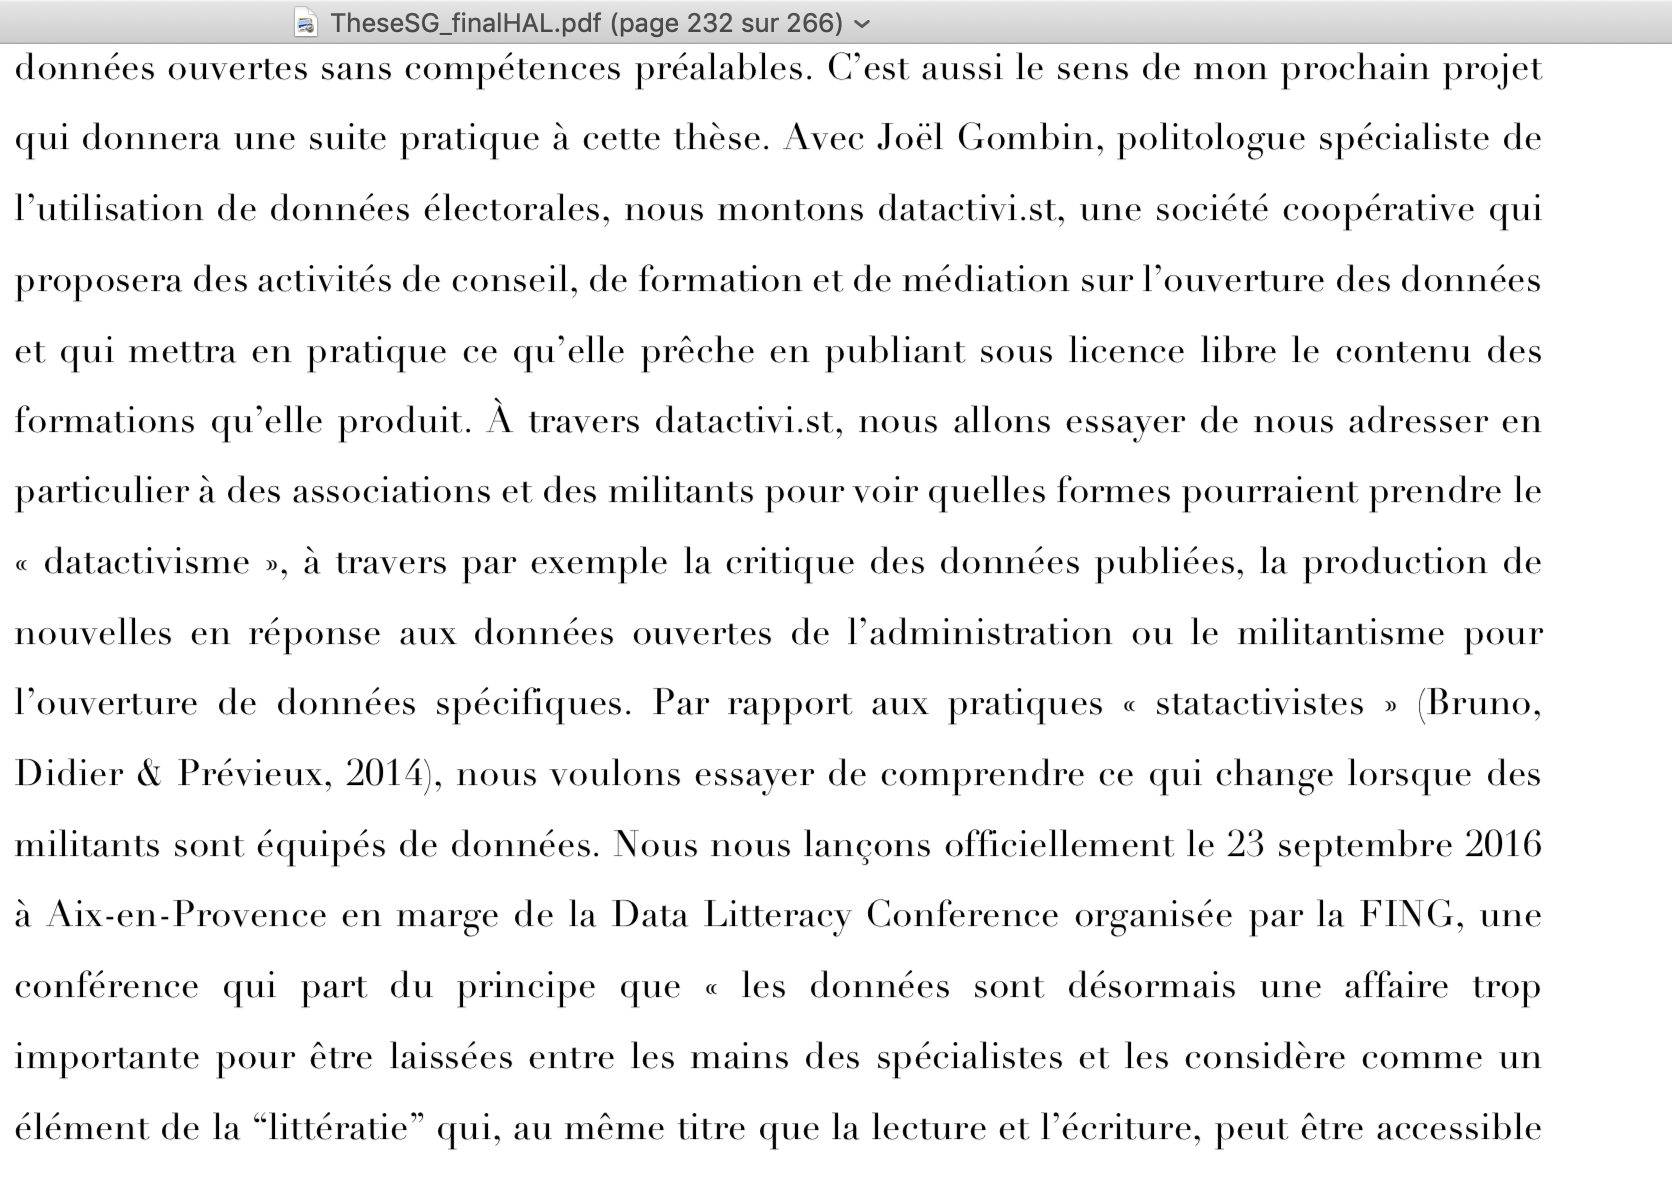 TheseSG_finalHAL.pdf (page 232 sur 266)
données ouvertes sans compétences préalables. C’est aussi le sens de mon prochain projet
qui donnera une suite pratique à cette thèse. Avec Joël Gombin, politologue spécialiste de
l’utilisation de données électorales, nous montons datactivi.st, une société coopérative qui
proposera des activités de conseil, de formation et de médiation sur l’ouverture des données
et qui mettra en pratique ce qu’elle prêche en publiant sous licence libre le contenu des
formations qu’elle produit. À travers datactivi.st, nous allons essayer de nous adresser en
particulier à des associations et des militants pour voir quelles formes pourraient prendre le
« datactivisme », à travers par exemple la critique des données publiées, la production de
nouvelles en réponse aux données ouvertes de l’administration ou le militantisme pour
l’ouverture de données spécifiques. Par rapport aux pratiques « statactivistes » (Bruno,
Didier & Prévieux, 2014), nous voulons essayer de comprendre ce qui change lorsque des
militants sont équipés de données. Nous nous lançons officiellement le 23 septembre 2016
à Aix-en-Provence en marge de la Data Litteracy Conference organisée par la FING, une
conférence qui part du principe que « les données sont désormais une affaire trop
importante pour être laissées entre les mains des spécialistes et les considère comme un
élément de la “littératie” qui, au même titre que la lecture et l’écriture, peut être accessible